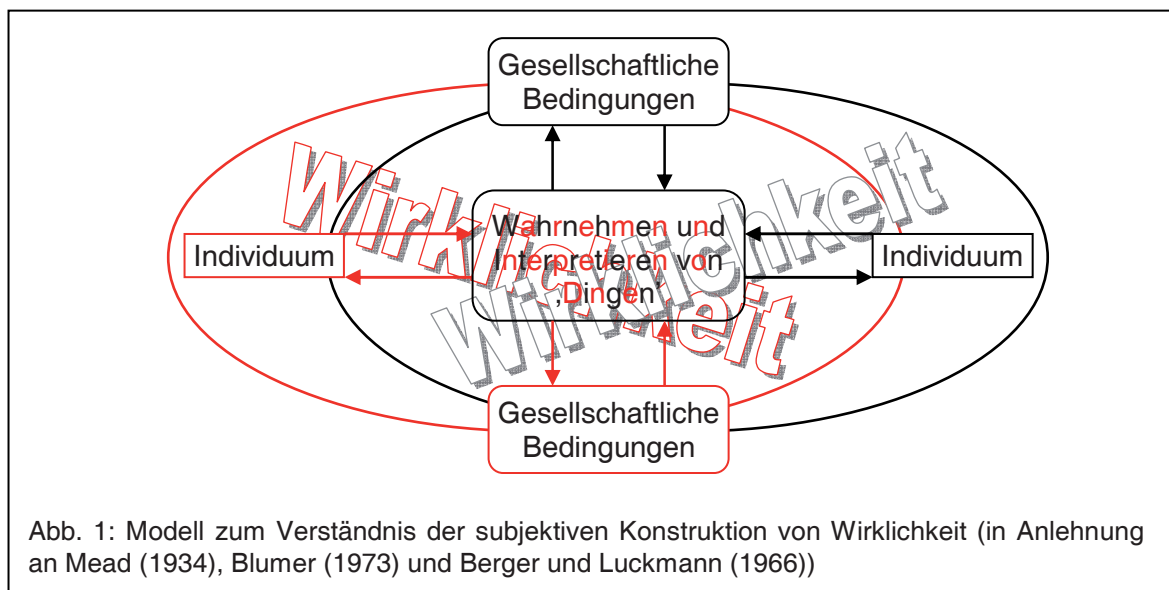 Gesellschaftliche
Bedingungen
Wirklichkeit
Wirklichkeit
Individuum
Wahrnehmen und
Interpretieren von
‚Dingen‘
Individuum
Gesellschaftliche
Bedingungen
Abb. 1: Modell zum Verständnis der subjektiven Konstruktion von Wirklichkeit (in Anlehnung
an Mead (1934), Blumer (1973) und Berger und Luckmann (1966))